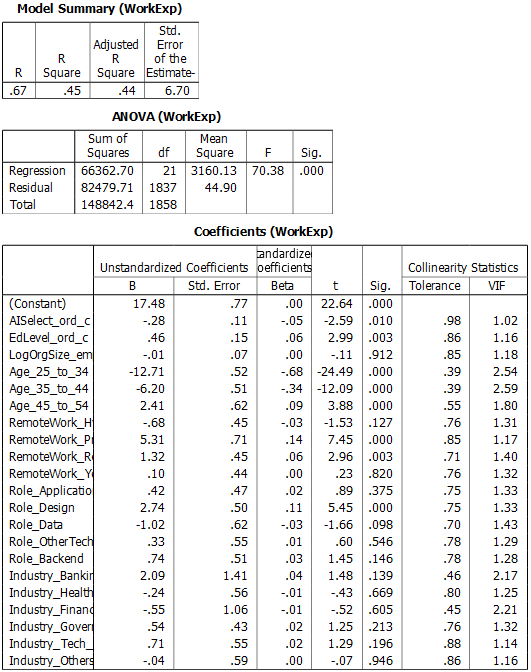 Model Summary (WorkExp)
R R Square Adjusted R Square Std. Error of the Estimate-
.67 .45 .44 6.70
ANOVA (WorkExp)
Sum of Squares df Mean Square F Sig.
Regression 66362.70 21 3160.13 70.38 .000
Residual 82479.71 1837 44.90
Total 148842.4 1858
Coefficients (WorkExp)
Unstandardized Coefficients tandardized oefficients Collinearity Statistics
B Std. Error Beta t Sig. Tolerance VIF
(Constant) 17.48 .77 .00 22.64 .000
AISelect_ord_c -.28 .11 -.05 -2.59 .010 .98 1.02
EdLevel_ord_c .46 .15 .06 2.99 .003 .86 1.16
LogOrgSize_em -.01 .07 .00 -.11 .912 .85 1.18
Age_25_to_34 -12.71 .52 -.68 -24.49 .000 .39 2.54
Age_35_to_44 -6.20 .51 -.34 -12.09 .000 .39 2.59
Age_45_to_54 2.41 .62 .09 3.88 .000 .55 1.80
RemoteWork_H -.68 .45 -.03 -1.53 .127 .76 1.31
RemoteWork_Pr 5.31 .71 .14 7.45 .000 .85 1.17
RemoteWork_Re 1.32 .45 .06 2.96 .003 .71 1.40
RemoteWork_Yo .10 .44 .00 .23 .820 .76 1.32
Role_Applicatio .42 .47 .02 .89 .375 .75 1.33
Role_Design 2.74 .50 .11 5.45 .000 .75 1.33
Role_Data -1.02 .62 -.03 -1.66 .098 .70 1.43
Role_OtherTech .33 .55 .01 .60 .546 .78 1.29
Role_Backend .74 .51 .03 1.45 .146 .78 1.28
Industry_Bankin 2.09 1.41 .04 1.48 .139 .46 2.17
Industry_Health -.24 .56 -.01 -.43 .669 .80 1.25
Industry_Financ -.55 1.06 -.01 -.52 .605 .45 2.21
Industry_Govern .54 .43 .02 1.25 .213 .76 1.32
Industry_Tech_ .71 .55 .02 1.29 .196 .88 1.14
Industry_Others -.04 .59 .00 -.07 .946 .86 1.16